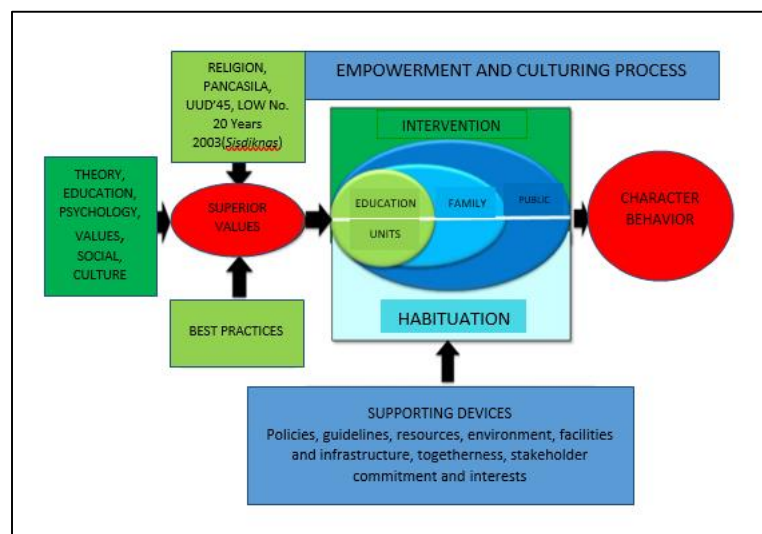 RELIGION,
PANCASILA,
UUD'45, LOW No.
20 Years
2003(Sisdiknas)
EMPOWERMENT AND CULTURING PROCESS
INTERVENTION
THEORY,
EDUCATION,
PSYCHOLOGY,
VALUES,
SOCIAL,
CULTURE
SUPERIOR
VALUES
EDUCATION
UNITS
FAMILY
PUBLIC
CHARACTER
BEHAVIOR
HABITUATION
BEST PRACTICES
SUPPORTING DEVICES
Policies, guidelines, resources, environment, facilities
and infrastructure, togetherness, stakeholder
commitment and interests